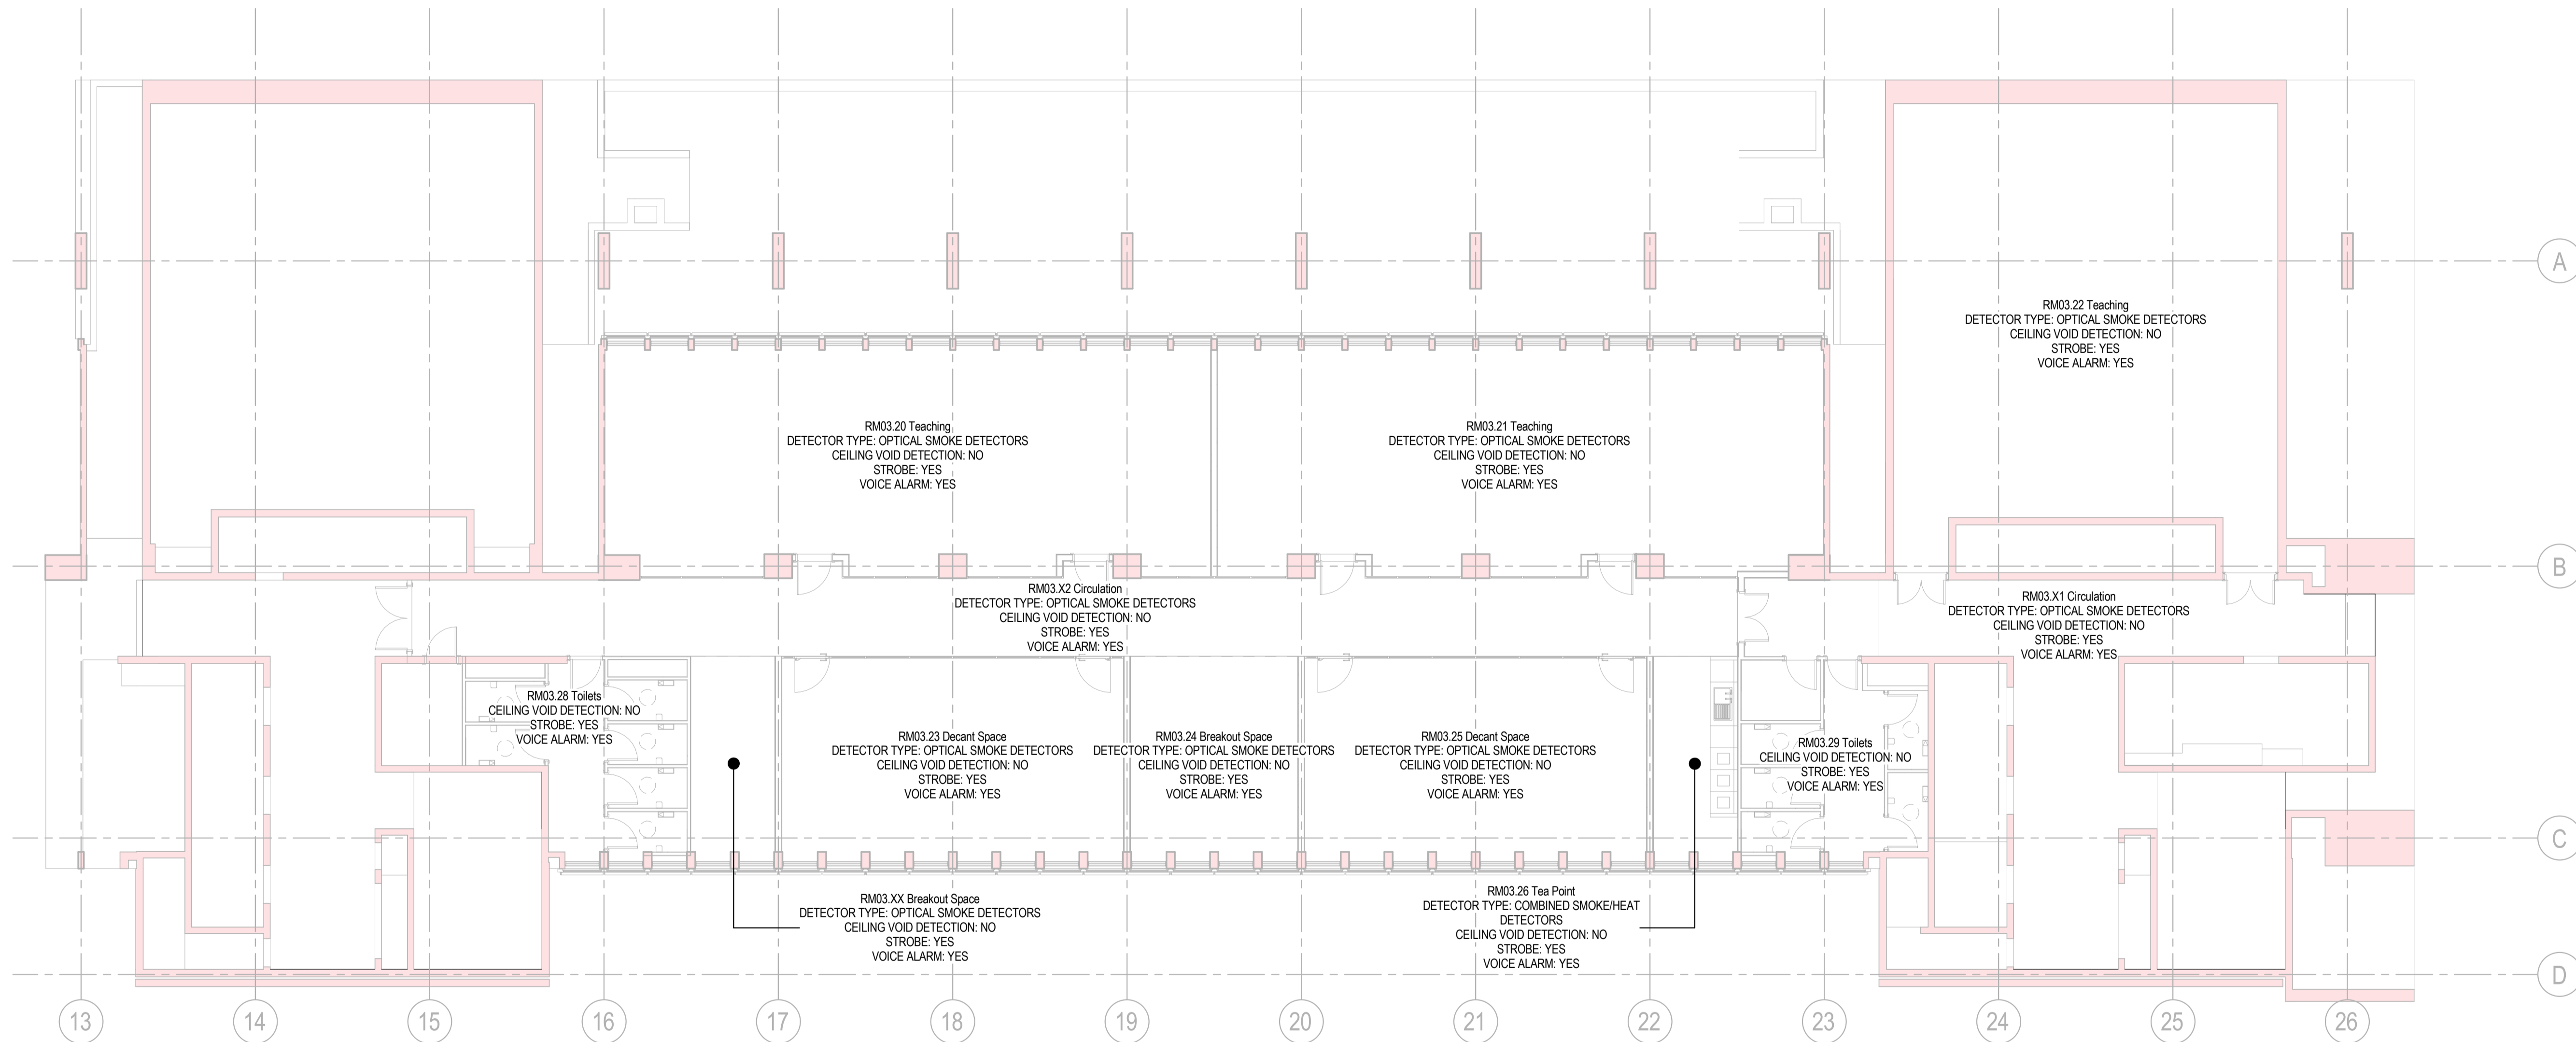 A
RM03.22 Teaching
DETECTOR TYPE: OPTICAL SMOKE DETECTORS
CEILING VOID DETECTION: NO
STROBE: YES
VOICE ALARM: YES
RM03.20 Teaching
DETECTOR TYPE: OPTICAL SMOKE DETECTORS
CEILING VOID DETECTION: NO
STROBE: YES
VOICE ALARM: YES
RM03.21 Teaching
DETECTOR TYPE: OPTICAL SMOKE DETECTORS
CEILING VOID DETECTION: NO
STROBE: YES
VOICE ALARM: YES
B
RM03.X2 Circulation
DETECTOR TYPE: OPTICAL SMOKE DETECTORS
CEILING VOID DETECTION: NO
STROBE: YES
VOICE ALARM: YES
RM03.X1 Circulation
DETECTOR TYPE: OPTICAL SMOKE DETECTORS
CEILING VOID DETECTION: NO
STROBE: YES
VOICE ALARM: YES
RM03.28 Toilets
CEILING VOID DETECTION: NO
STROBE: YES
VOICE ALARM: YES
RM03.23 Decant Space
DETECTOR TYPE: OPTICAL SMOKE DETECTORS
CEILING VOID DETECTION: NO
STROBE: YES
VOICE ALARM: YES
RM03.24 Breakout Space
DETECTOR TYPE: OPTICAL SMOKE DETECTORS
CEILING VOID DETECTION: NO
STROBE: YES
VOICE ALARM: YES
RM03.25 Decant Space
DETECTOR TYPE: OPTICAL SMOKE DETECTORS
CEILING VOID DETECTION: NO
STROBE: YES
VOICE ALARM: YES
RM03.29 Toilets
CEILING VOID DETECTION: NO
STROBE: YES
VOICE ALARM: YES
C
RM03.XX Breakout Space
DETECTOR TYPE: OPTICAL SMOKE DETECTORS
CEILING VOID DETECTION: NO
STROBE: YES
VOICE ALARM: YES
RM03.26 Tea Point
DETECTOR TYPE: COMBINED SMOKE/HEAT
DETECTORS
CEILING VOID DETECTION: NO
STROBE: YES
VOICE ALARM: YES
D
13
14
15
16
17
18
19
20
21
22
23
24
25
26